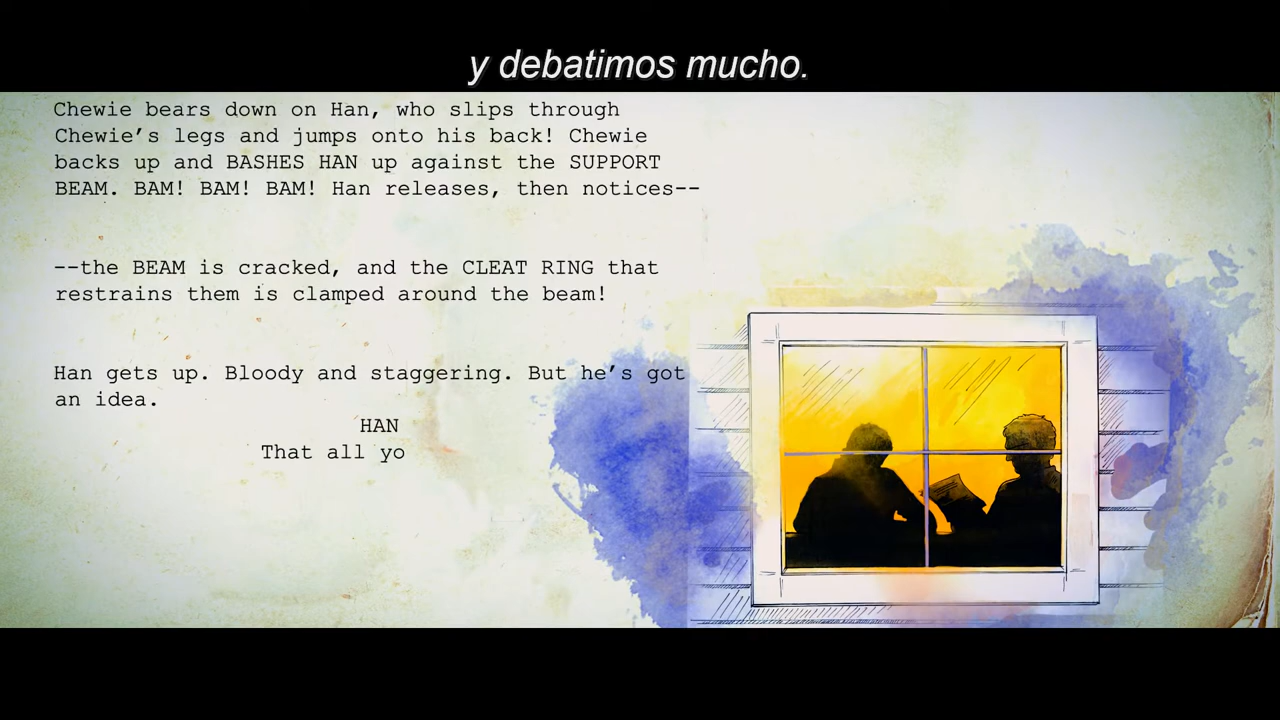 y debatimos mucho.
Chewie bears down on Han, who slips through
Chewie’s legs and jumps onto his back! Chewie
backs up and BASHES HAN up against the SUPPORT
BEAM. BAM! BAM! BAM! Han releases, then notices--
--the BEAM is cracked, and the CLEAT RING that
restrains them is clamped around the beam!
Han gets up. Bloody and staggering. But he’s got
an idea.
HAN
That all yo